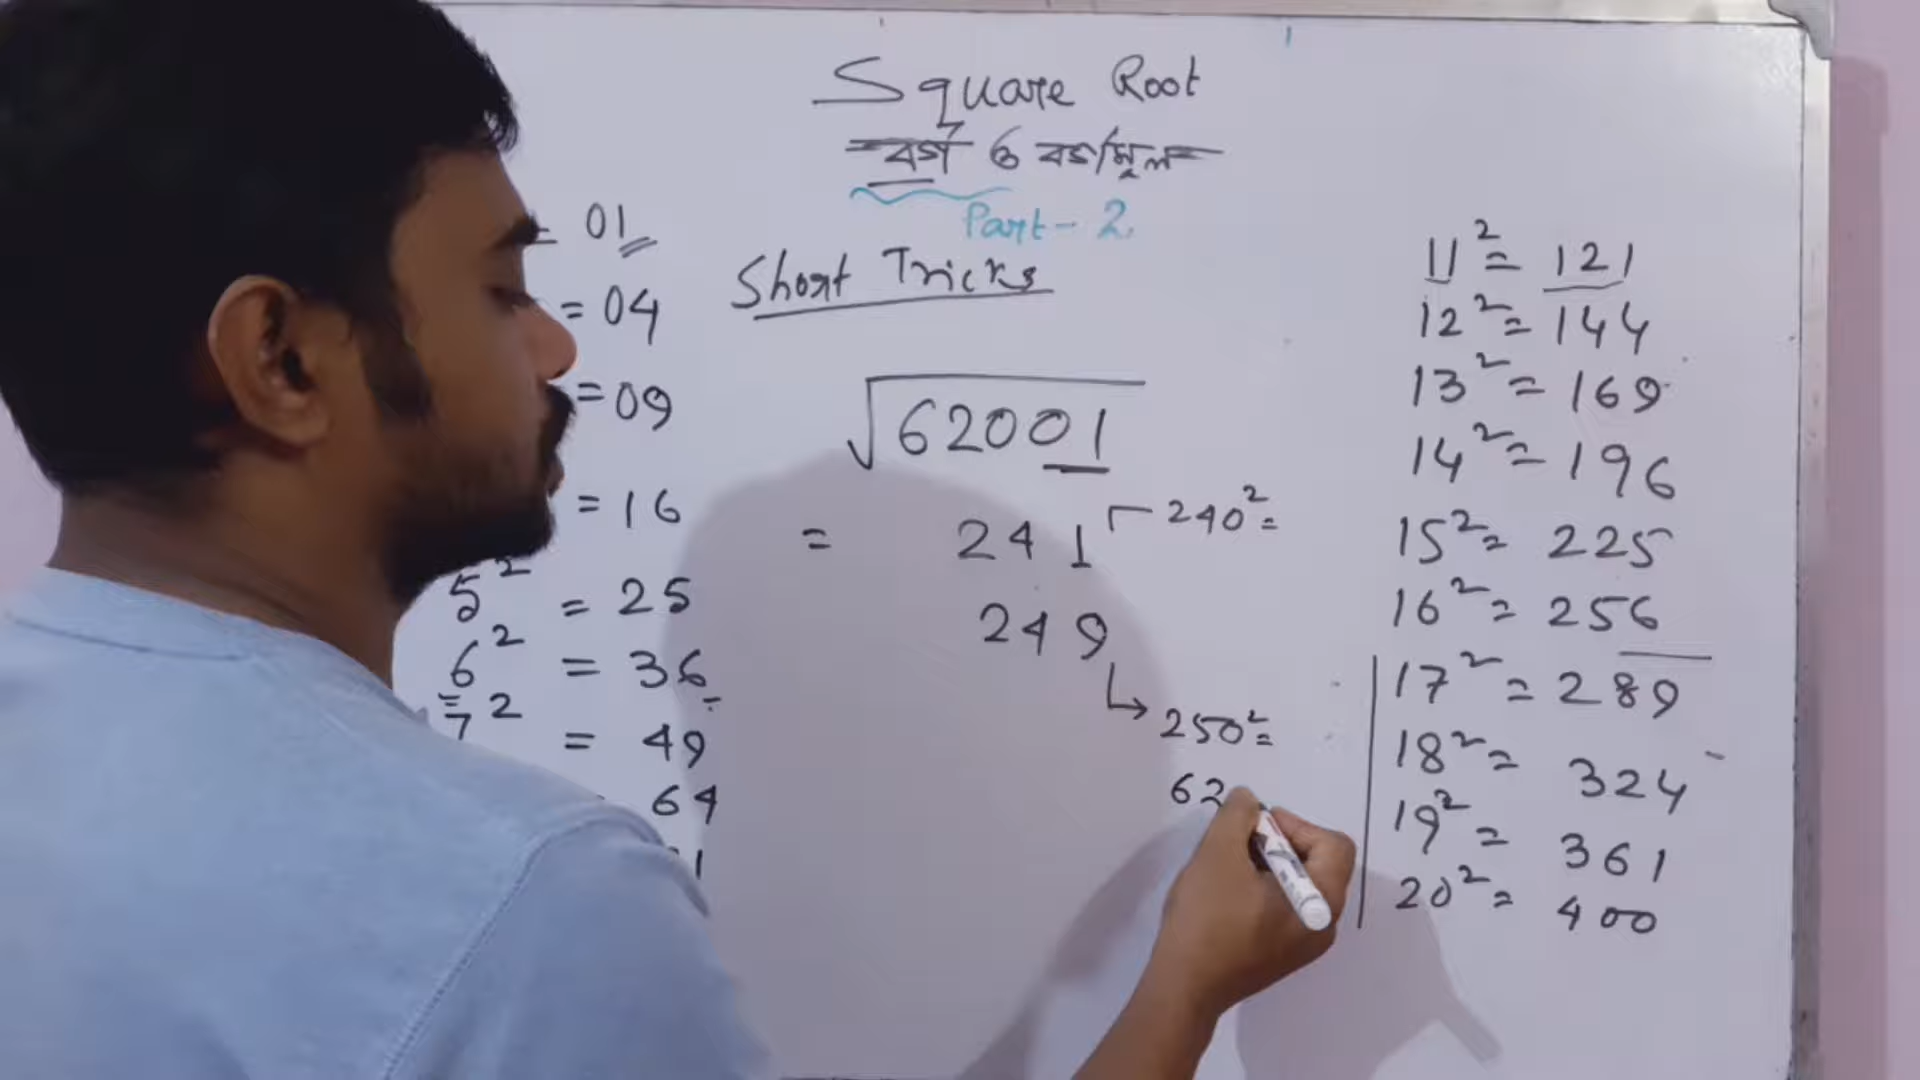 Square Root
বর্গ ও বর্গমূল
Part - 2
Short Tricks
= 01
= 04
= 09
= 16
5² = 25
6² = 36
7² = 49
64
1
√62001
= 241 240² =
249
250² =
62
11² = 121
12² = 144
13² = 169
14² = 196
15² = 225
16² = 256
17² = 289
18² = 324
19² = 361
20² = 400